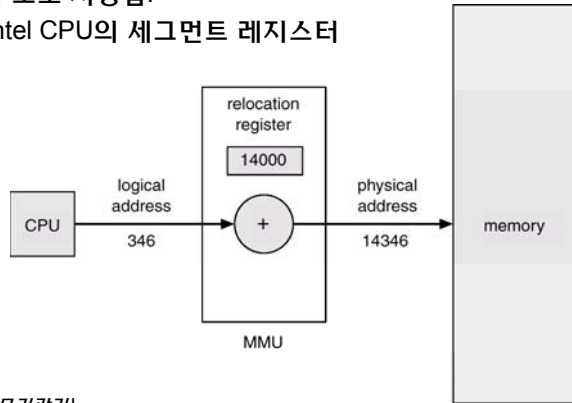 Intel CPU의 세그먼트 레지스터
relocation
register
14000
logical
address
346
CPU
+
physical
address
14346
memory
MMU